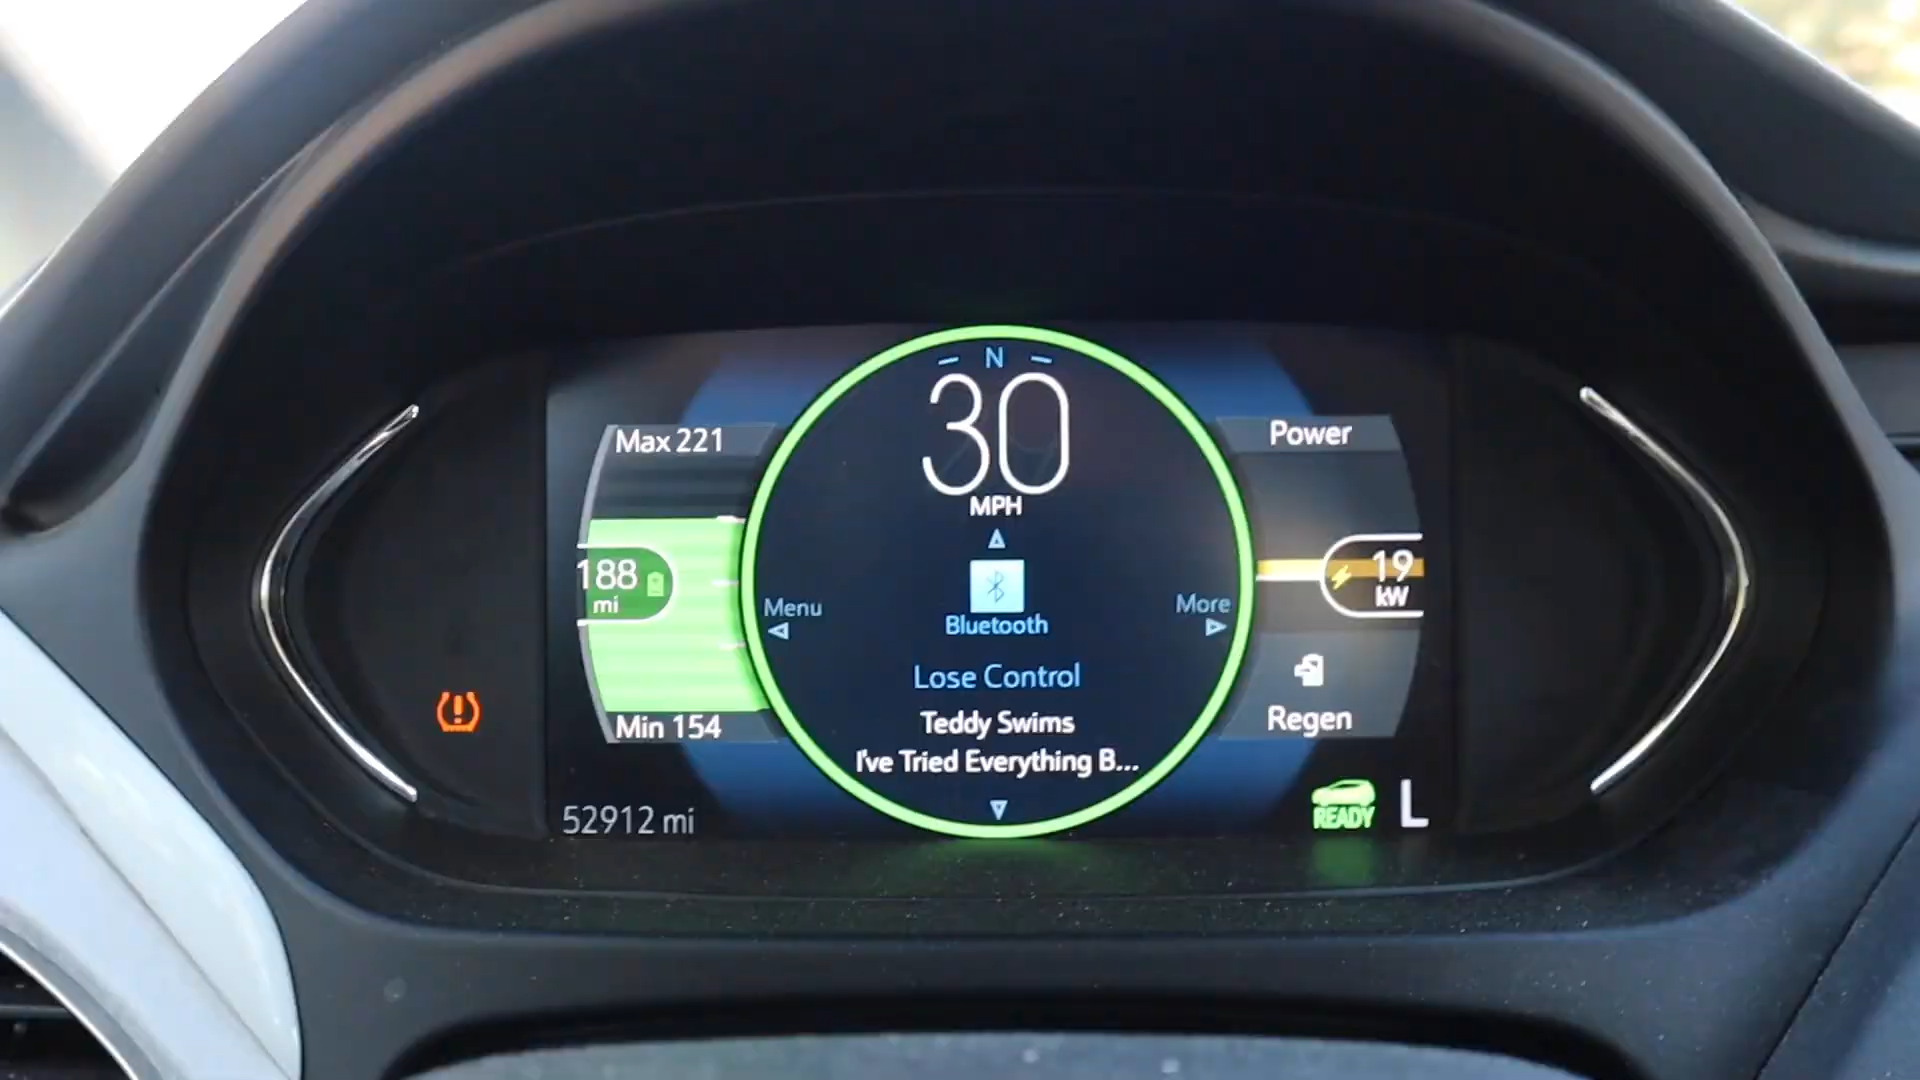 N
30
MPH
Max 221
188
mi
Min 154
52912 mi
Menu
Bluetooth
More
Lose Control
Teddy Swims
I've Tried Everything B...
Power
19
kW
Regen
READY
L